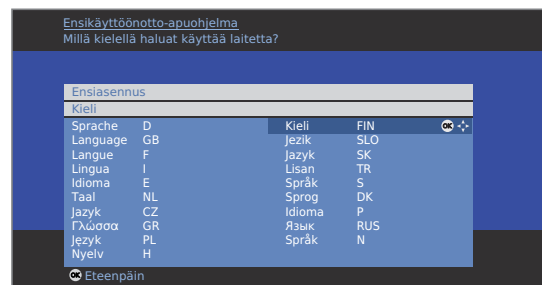 Ensikäyttöönotto-apuohjelma
Millä kielellä haluat käyttää laitetta?
Ensiasennus
Kieli
Sprache D Kieli FIN OK
Language GB Jezik SLO
Langue F Jazyk SK
Lingua I Lisan TR
Idioma E Språk S
Taal NL Sprog DK
Jazyk CZ Idioma P
Γλώσσα GR Язык RUS
Język PL Språk N
Nyelv H
OK Eteenpäin